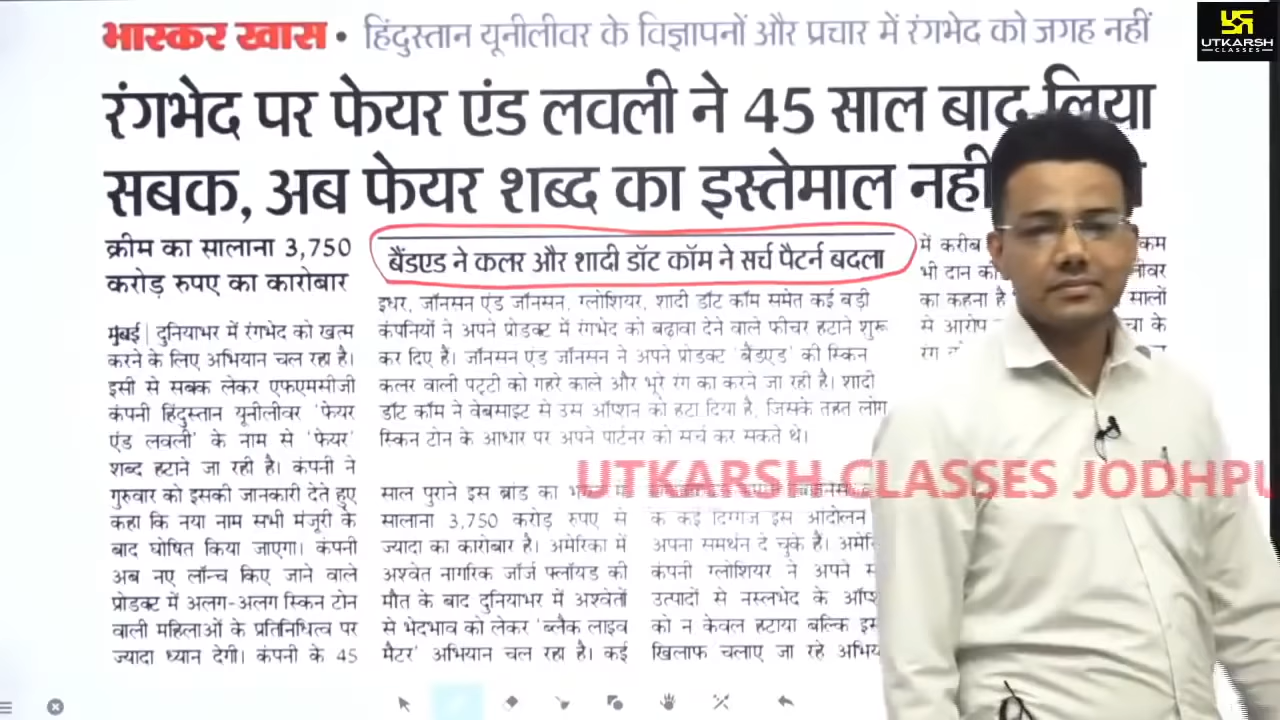 भास्कर खास • हिंदुस्तान यूनीलीवर के विज्ञापनों और प्रचार में रंगभेद को जगह नहीं
UTKARSH
CLASSES
रंगभेद पर फेयर एंड लवली ने 45 साल बाद लिया
सबक, अब फेयर शब्द का इस्तेमाल नहीं
क्रीम का सालाना 3,750
करोड़ रुपए का कारोबार
मुंबई | दुनियाभर में रंगभेद को खत्म
करने के लिए अभियान चल रहा है।
इसी से सबक लेकर एफएमसीजी
कंपनी हिंदुस्तान यूनीलीवर 'फेयर
एंड लवली' के नाम से 'फेयर'
शब्द हटाने जा रही है। कंपनी ने
गुरुवार को इसकी जानकारी देते हुए
कहा कि नया नाम सभी मंजूरी के
बाद घोषित किया जाएगा। कंपनी
अब नए लॉन्च किए जाने वाले
प्रोडक्ट में अलग-अलग स्किन टोन
वाली महिलाओं के प्रतिनिधित्व पर
ज्यादा ध्यान देगी। कंपनी के 45
बैंडएड ने कलर और शादी डॉट कॉम ने सर्च पैटर्न बदला
इधर, जॉनसन एंड जॉनसन, ग्लोशियर, शादी डॉट कॉम समेत कई बड़ी
कंपनियों ने अपने प्रोडक्ट में रंगभेद को बढ़ावा देने वाले फीचर हटाने शुरू
कर दिए हैं। जॉनसन एंड जॉनसन ने अपने प्रोडक्ट 'बैंडएड' की स्किन
कलर वाली पट्टी को गहरे काले और भूरे रंग का करने जा रही है। शादी
डॉट कॉम ने वेबसाइट से उस ऑप्शन को हटा दिया है, जिसके तहत लोग
स्किन टोन के आधार पर अपने पार्टनर को सर्च कर सकते थे।
साल पुराने इस ब्रांड का
सालाना 3,750 करोड़ रुपए से
ज्यादा का कारोबार है। अमेरिका में
अश्वेत नागरिक जॉर्ज फ्लॉयड की
मौत के बाद दुनियाभर में अश्वेतों
से भेदभाव को लेकर 'ब्लैक लाइव
मैटर' अभियान चल रहा है। कई
के कई दिग्गज इस आंदोलन
अपना समर्थन दे चुके हैं।
कंपनी ग्लोशियर ने अपने
उत्पादों से नस्लभेद के
को न केवल हटाया बल्कि
खिलाफ चलाए जा रहे
में करीब
भी दान
का कहना है सालों
से आरोप के
रंग
UTKARSH CLASSES JODHPU